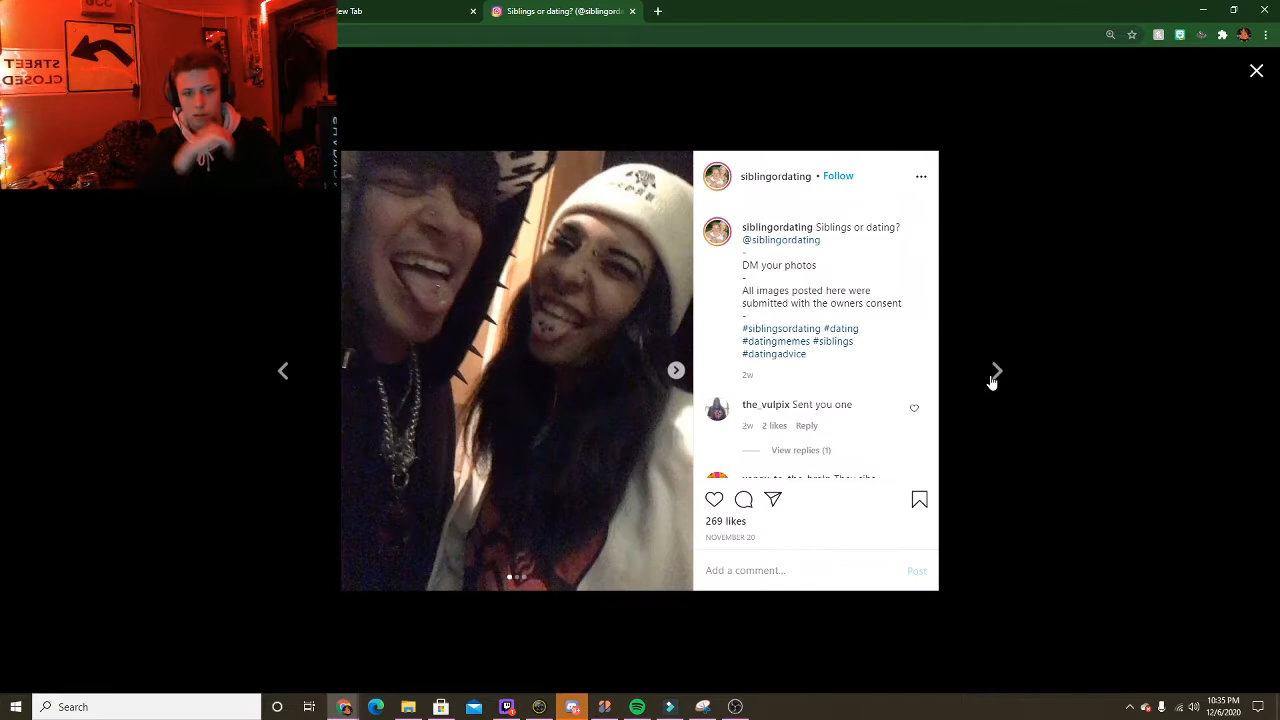 ew Tab
Siblings or dating? (@siblingord
STREET
CLOSED
siblingordating • Follow
siblingordating Siblings or dating?
@siblingordating
-
DM your photos
-
All images posted here were
submitted with the owners consent
-
#siblingsordating #dating
#datingmemes #siblings
#datingadvice
2w
the_vulpix Sent you one
2w 2 likes Reply
View replies (1)
269 likes
NOVEMBER 20
Add a comment...
Post
Search
10:35 PM
12/6/2020